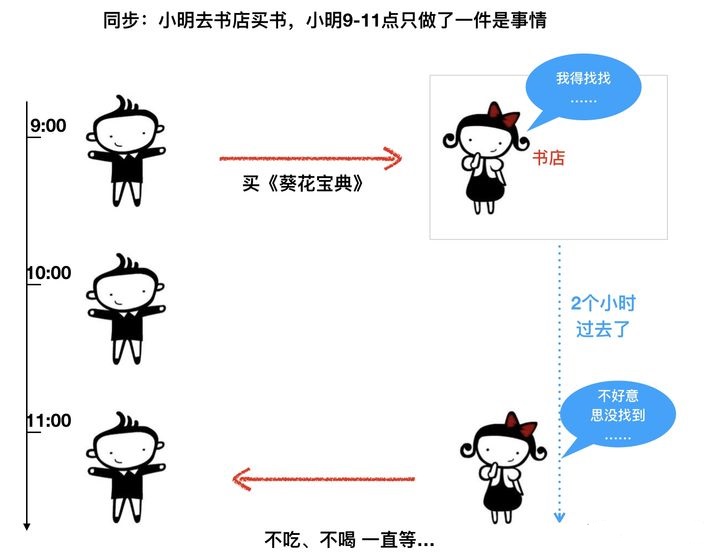 同步：小明去书店买书，小明9-11点只做了一件是事情
我得找找
……
9:00
书店
买《葵花宝典》
10:00
2个小时
过去了
不好意
思没找到
……
11:00
不吃、不喝 一直等...